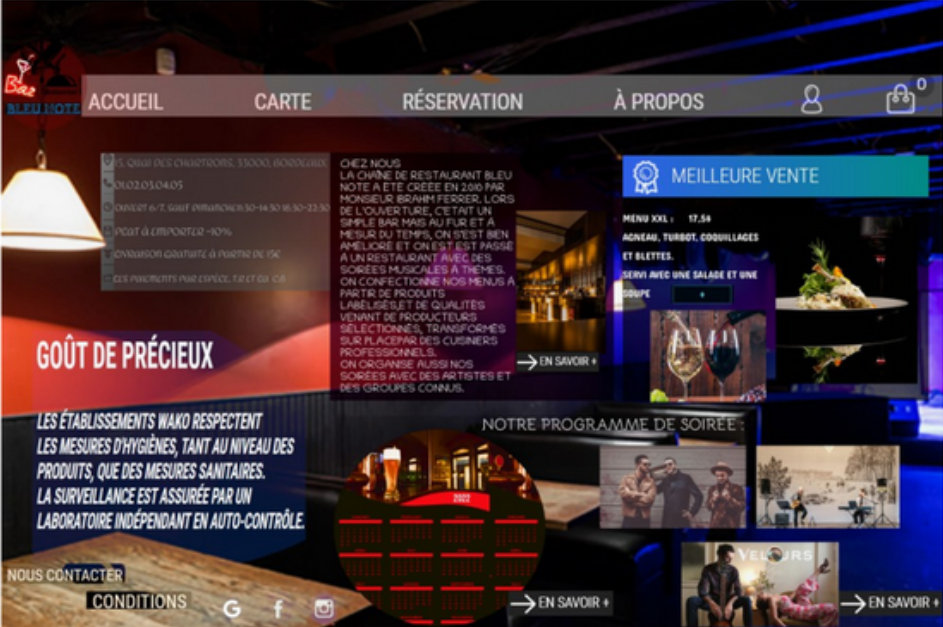 Bar
BLEU NOTE
ACCUEIL
CARTE
RÉSERVATION
À PROPOS
0
15, QUAI DES CHARTRONS, 33000, BORDEAUX
01.02.03.04.05
OUVERT 6/7, SAUF DIMANCHE 11:30-14:30 18:30-22:30
PLAT À EMPORTER -10%
LIVRAISON GRATUITE À PARTIR DE 15€
LES PAIEMENTS PAR ESPÈCE, T.R ET
CHEZ NOUS
LA CHAÎNE DE RESTAURANT BLEU
NOTE A ETE CRÉEE EN 2010 PAR
MONSIEUR IBRAHIM FERRER. LORS
DE L'OUVERTURE, C'ETAIT UN
SIMPLE BAR MAIS AU FUR ET À
MESUR DU TEMPS, ON S'EST BIEN
AMELIORE ET ON EST EST PASSÉ
À UN RESTAURANT AVEC DES
SOIRÉES MUSICALES À THEMES.
ON CONFECTIONNE NOS MENUS À
PARTIR DE PRODUITS
LABELISÉS,ET DE QUALITÉS
VENANT DE PRODUCTEURS
SÉLECTIONNÉS, TRANSFORMÉS
SUR PLACEPAR DES CUISINIERS
PROFESSIONNELS.
ON ORGANISE AUSSI NOS
SOIRÉES AVEC DES ARTISTES ET
DES GROUPES CONNUS.
EN SAVOIR +
MEILLEURE VENTE
MENU XXL : 17,5€
AGNEAU, TURBOT, COQUILLAGES
ET BLETTES.
SERVI AVEC UNE SALADE ET UNE
SOUPE
+
GOÛT DE PRÉCIEUX
LES ÉTABLISSEMENTS WAKO RESPECTENT
LES MESURES D'HYGIÈNES, TANT AU NIVEAU DES
PRODUITS, QUE DES MESURES SANITAIRES.
LA SURVEILLANCE EST ASSURÉE PAR UN
LABORATOIRE INDÉPENDANT EN AUTO-CONTRÔLE.
NOTRE PROGRAMME DE SOIRÉE :
VELOURS
EN SAVOIR +
EN SAVOIR +
NOUS CONTACTER
CONDITIONS
G f